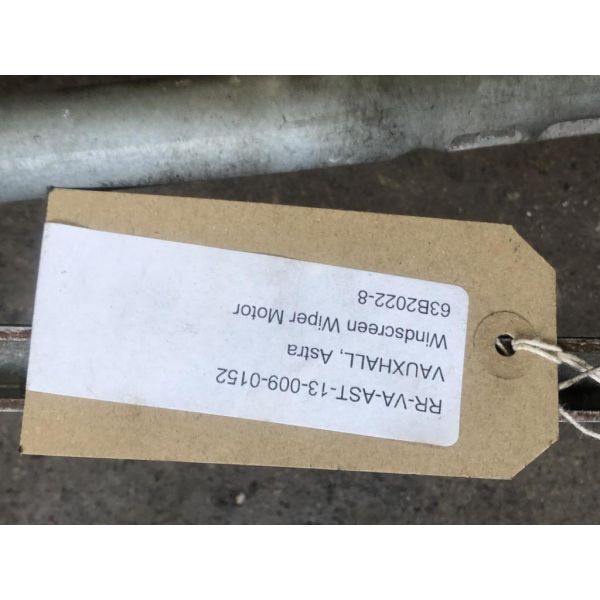 RR-VA-AST-13-009-0152
VAUXHALL, Astra
Windscreen Wiper Motor
63B2022-8